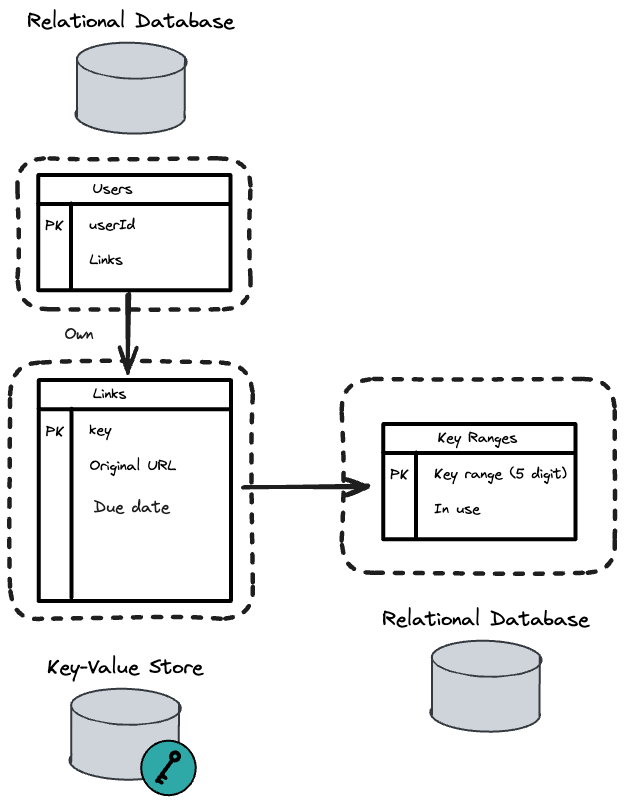 Relational Database
Users
PK userId
Links
Own
Links
PK key
Original URL
Due date
Key Ranges
PK Key range (5 digit)
In use
Relational Database
Key-Value Store